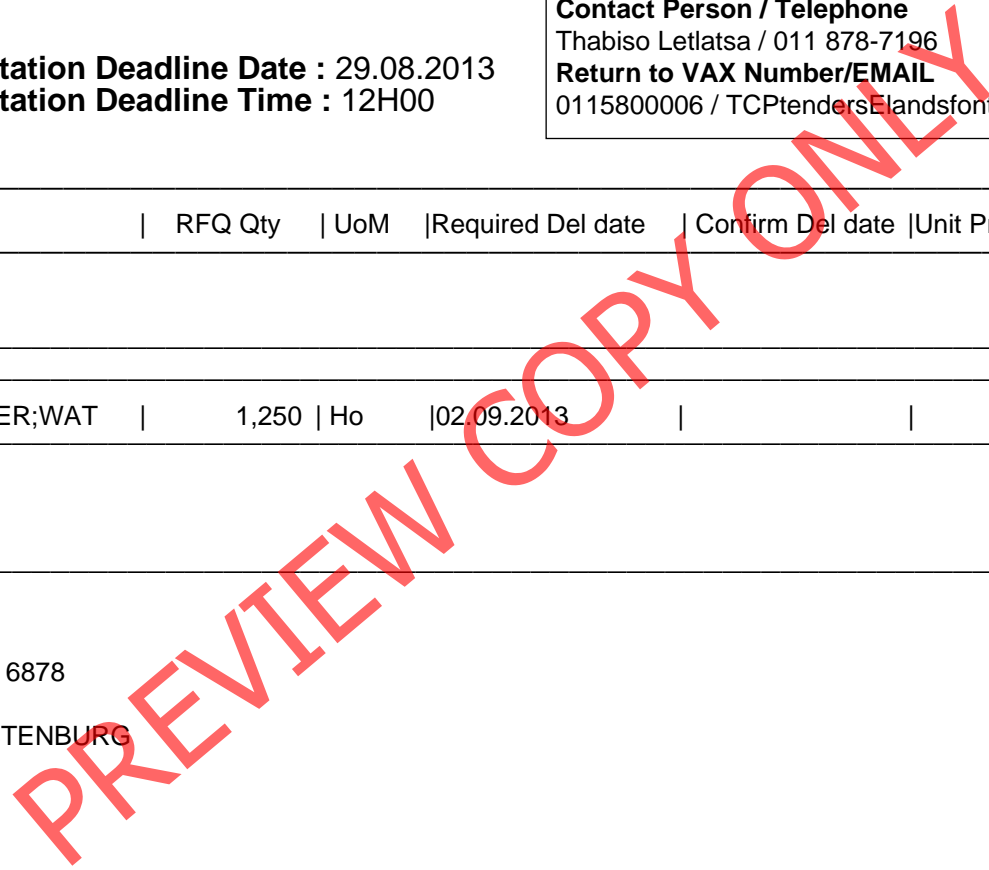 Contact Person / Telephone
Thabiso Letlatsa / 011 878-7196
Return to VAX Number/EMAIL
0115800006 / TCPtendersElandsfont
tation Deadline Date : 29.08.2013
tation Deadline Time : 12H00
| RFQ Qty | UoM |Required Del date | Confirm Del date |Unit Pr
ER;WAT | 1,250 | Ho |02.09.2013 | |
6878
TENBURG
PREVIEW COPY ONLY